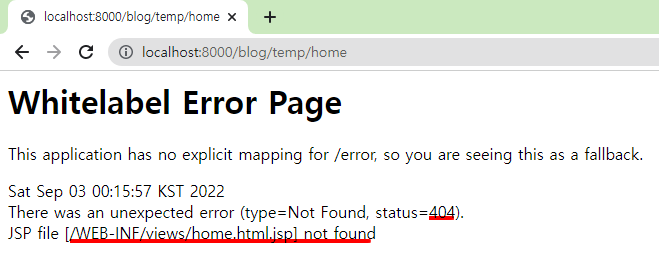 localhost:8000/blog/temp/home
localhost:8000/blog/temp/home
Whitelabel Error Page
This application has no explicit mapping for /error, so you are seeing this as a fallback.
Sat Sep 03 00:15:57 KST 2022
There was an unexpected error (type=Not Found, status=404).
JSP file [/WEB-INF/views/home.html.jsp] not found